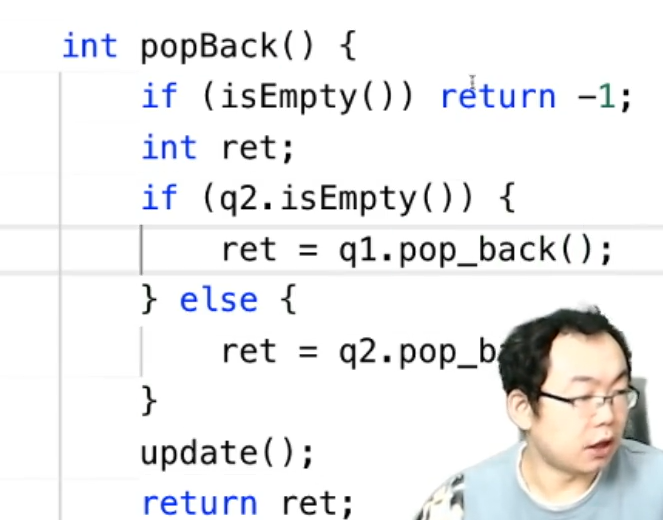 int popBack() {
if (isEmpty()) return -1;
int ret;
if (q2.isEmpty()) {
ret = q1.pop_back();
} else {
ret = q2.pop_b
}
update();
return ret;